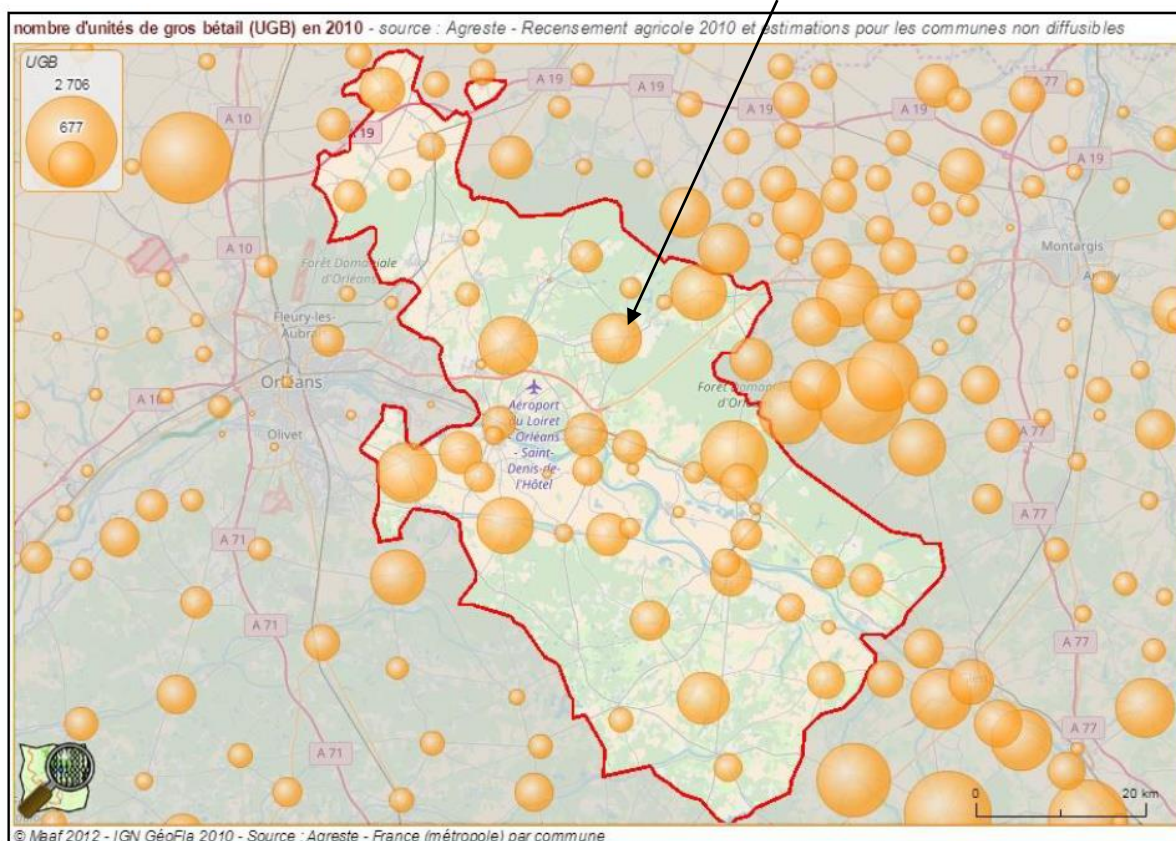 nombre d'unités de gros bétail (UGB) en 2010 - source : Agreste - Recensement agricole 2010 et estimations pour les communes non diffusibles
UGB
2 706
677
A 10
A 19
A 19
A 19
A 77
A 19
A 19
A 19
A 10
Montargis
Forêt Domaniale
d'Orléans
Fleury-les-
Orléans
Olivet
A 10
Aéroport
du Loiret
- Orléans
- Saint-
Denis-de-
l'Hôtel
A 77
A 71
A 77
A 71
A 77
A 71
A 77
0
20 km
© Maaf 2012 - IGN GéoFla 2010 - Source : Agreste - France (métropole) par commune